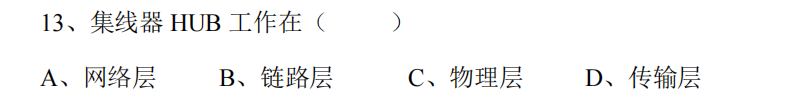 13、集线器 HUB 工作在（　　）
A、网络层　　B、链路层　　C、物理层　　D、传输层